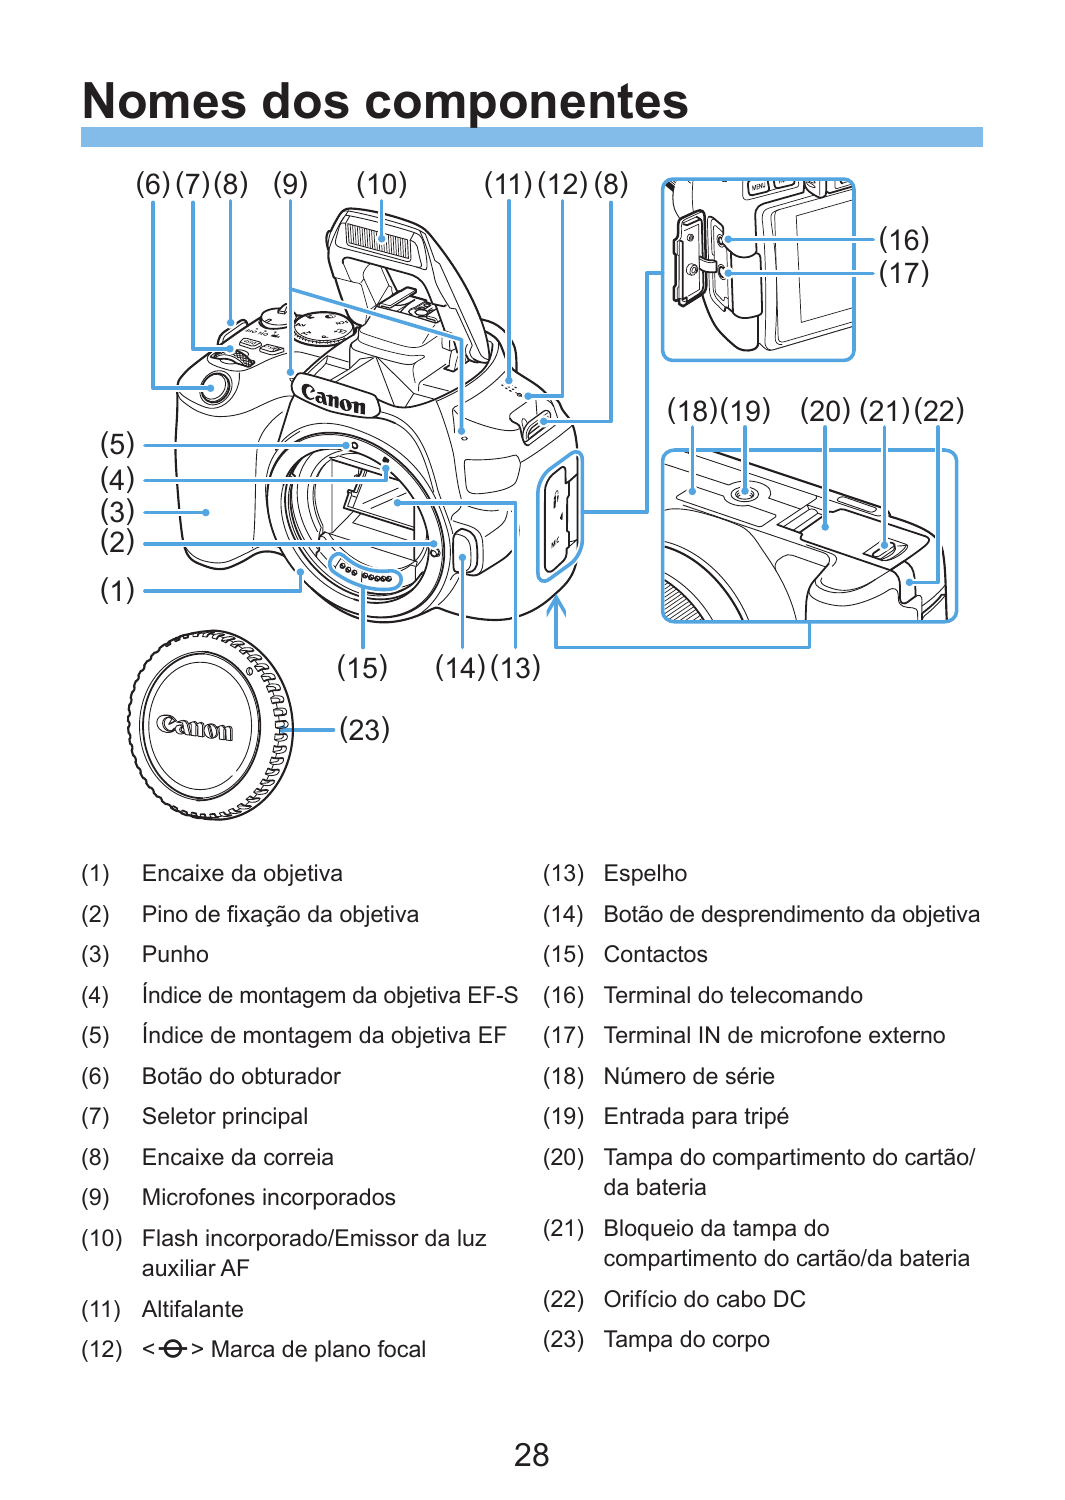 Nomes dos componentes
(6) (7) (8) (9) (10) (11) (12) (8)
MENU
(16)
(17)
(18) (19) (20) (21) (22)
Canon
(5)
(4)
(3)
(2)
(1)
MIC
(15) (14) (13)
Canon
(23)
(1) Encaixe da objetiva
(2) Pino de fixação da objetiva
(3) Punho
(4) Índice de montagem da objetiva EF-S
(5) Índice de montagem da objetiva EF
(6) Botão do obturador
(7) Seletor principal
(8) Encaixe da correia
(9) Microfones incorporados
(10) Flash incorporado/Emissor da luz
auxiliar AF
(11) Altifalante
(12) < > Marca de plano focal
(13) Espelho
(14) Botão de desprendimento da objetiva
(15) Contactos
(16) Terminal do telecomando
(17) Terminal IN de microfone externo
(18) Número de série
(19) Entrada para tripé
(20) Tampa do compartimento do cartão/
da bateria
(21) Bloqueio da tampa do
compartimento do cartão/da bateria
(22) Orifício do cabo DC
(23) Tampa do corpo
28